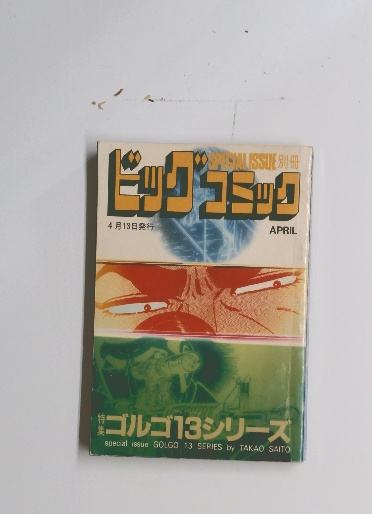 SPECIAL ISSUE 別冊
ビッグコミック
4月13日発行
APRIL
特集
ゴルゴ13シリーズ
special issue GOLGO 13 SERIES by TAKAO SAITO